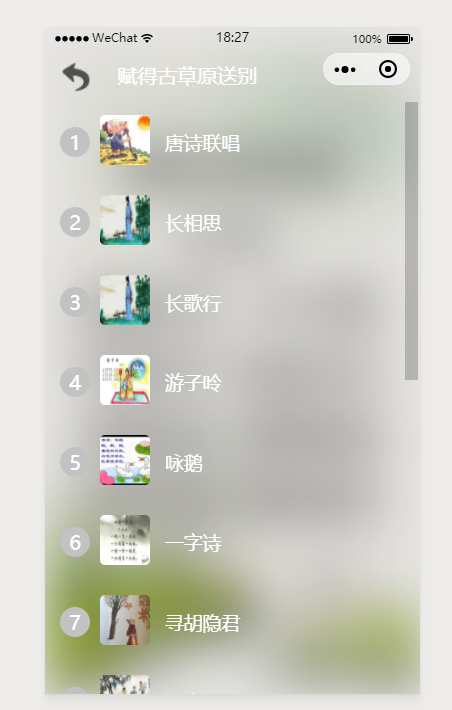 ●●●●● WeChat 18:27 100%
赋得古草原送别
1 唐诗联唱
2 长相思
3 长歌行
4 游子呤
5 咏鹅
6 一字诗
7 寻胡隐君